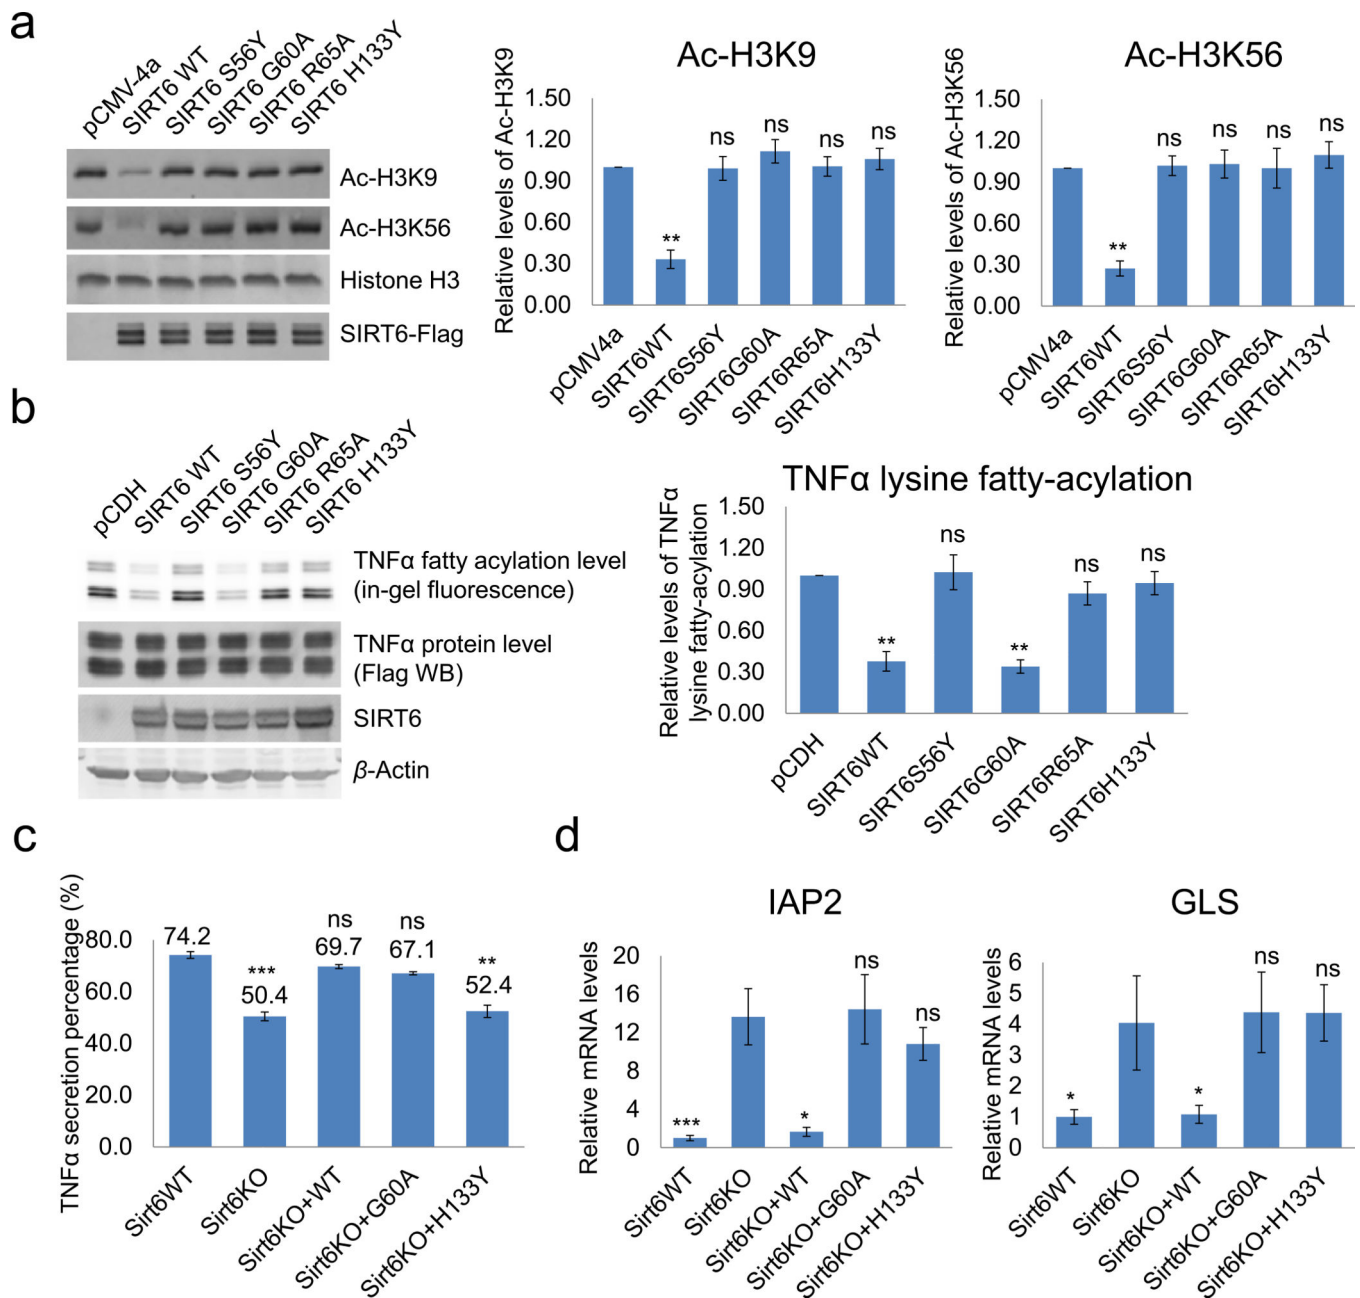 a
pCMV-4a
SIRT6 WT
SIRT6 S56Y
SIRT6 G60A
SIRT6 R65A
SIRT6 H133Y
Ac-H3K9
Ac-H3K56
Histone H3
SIRT6-Flag
Ac-H3K9
Relative levels of Ac-H3K9
1.50
1.20
0.90
0.60
0.30
0.00
**
ns
ns
ns
ns
pCMV4a
SIRT6WT
SIRT6S56Y
SIRT6G60A
SIRT6R65A
SIRT6H133Y
Ac-H3K56
Relative levels of Ac-H3K56
1.50
1.20
0.90
0.60
0.30
0.00
**
ns
ns
ns
ns
pCMV4a
SIRT6WT
SIRT6S56Y
SIRT6G60A
SIRT6R65A
SIRT6H133Y
b
pCDH
SIRT6 WT
SIRT6 S56Y
SIRT6 G60A
SIRT6 R65A
SIRT6 H133Y
TNFα fatty acylation level
(in-gel fluorescence)
TNFα protein level
(Flag WB)
SIRT6
β-Actin
TNFα lysine fatty-acylation
Relative levels of TNFα
lysine fatty-acylation
1.50
1.20
0.90
0.60
0.30
0.00
**
ns
**
ns
ns
pCDH
SIRT6WT
SIRT6S56Y
SIRT6G60A
SIRT6R65A
SIRT6H133Y
c
TNFα secretion percentage (%)
80.0
60.0
40.0
20.0
0.0
74.2
***
50.4
ns
69.7
ns
67.1
**
52.4
Sirt6WT
Sirt6KO
Sirt6KO+WT
Sirt6KO+G60A
Sirt6KO+H133Y
d
IAP2
Relative mRNA levels
20
16
12
8
4
0
***
*
ns
ns
Sirt6WT
Sirt6KO
Sirt6KO+WT
Sirt6KO+G60A
Sirt6KO+H133Y
GLS
Relative mRNA levels
6
5
4
3
2
1
0
*
*
ns
ns
Sirt6WT
Sirt6KO
Sirt6KO+WT
Sirt6KO+G60A
Sirt6KO+H133Y